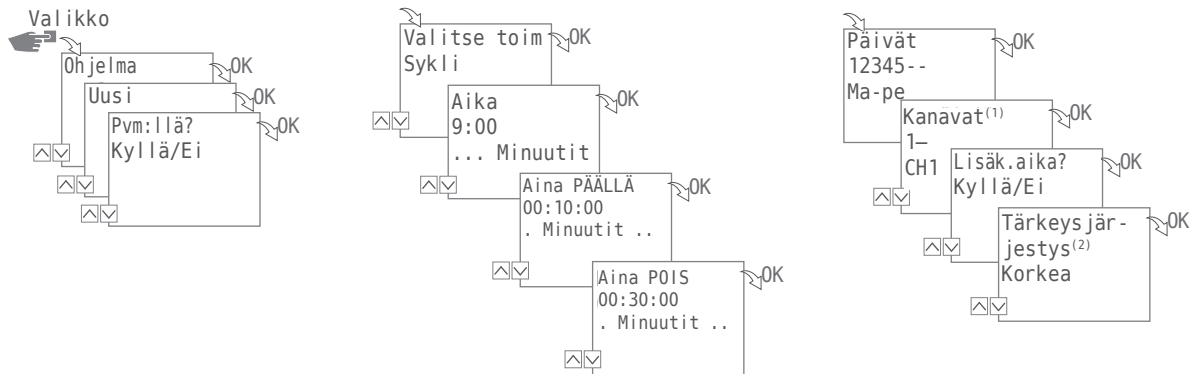 Valikko
Ohjelma
OK
Uusi
OK
Pvm:llä?
OK
Kyllä/Ei
Valitse toim
OK
Sykli
Aika
OK
9:00
... Minuutit
Aina PÄÄLLÄ
OK
00:10:00
. Minuutit ..
Aina POIS
OK
00:30:00
. Minuutit ..
Päivät
OK
12345--
Ma-pe
Kanavat(1)
OK
1–
CH1
Lisäk.aika?
OK
Kyllä/Ei
Tärkeysjär-
OK
jestys(2)
Korkea